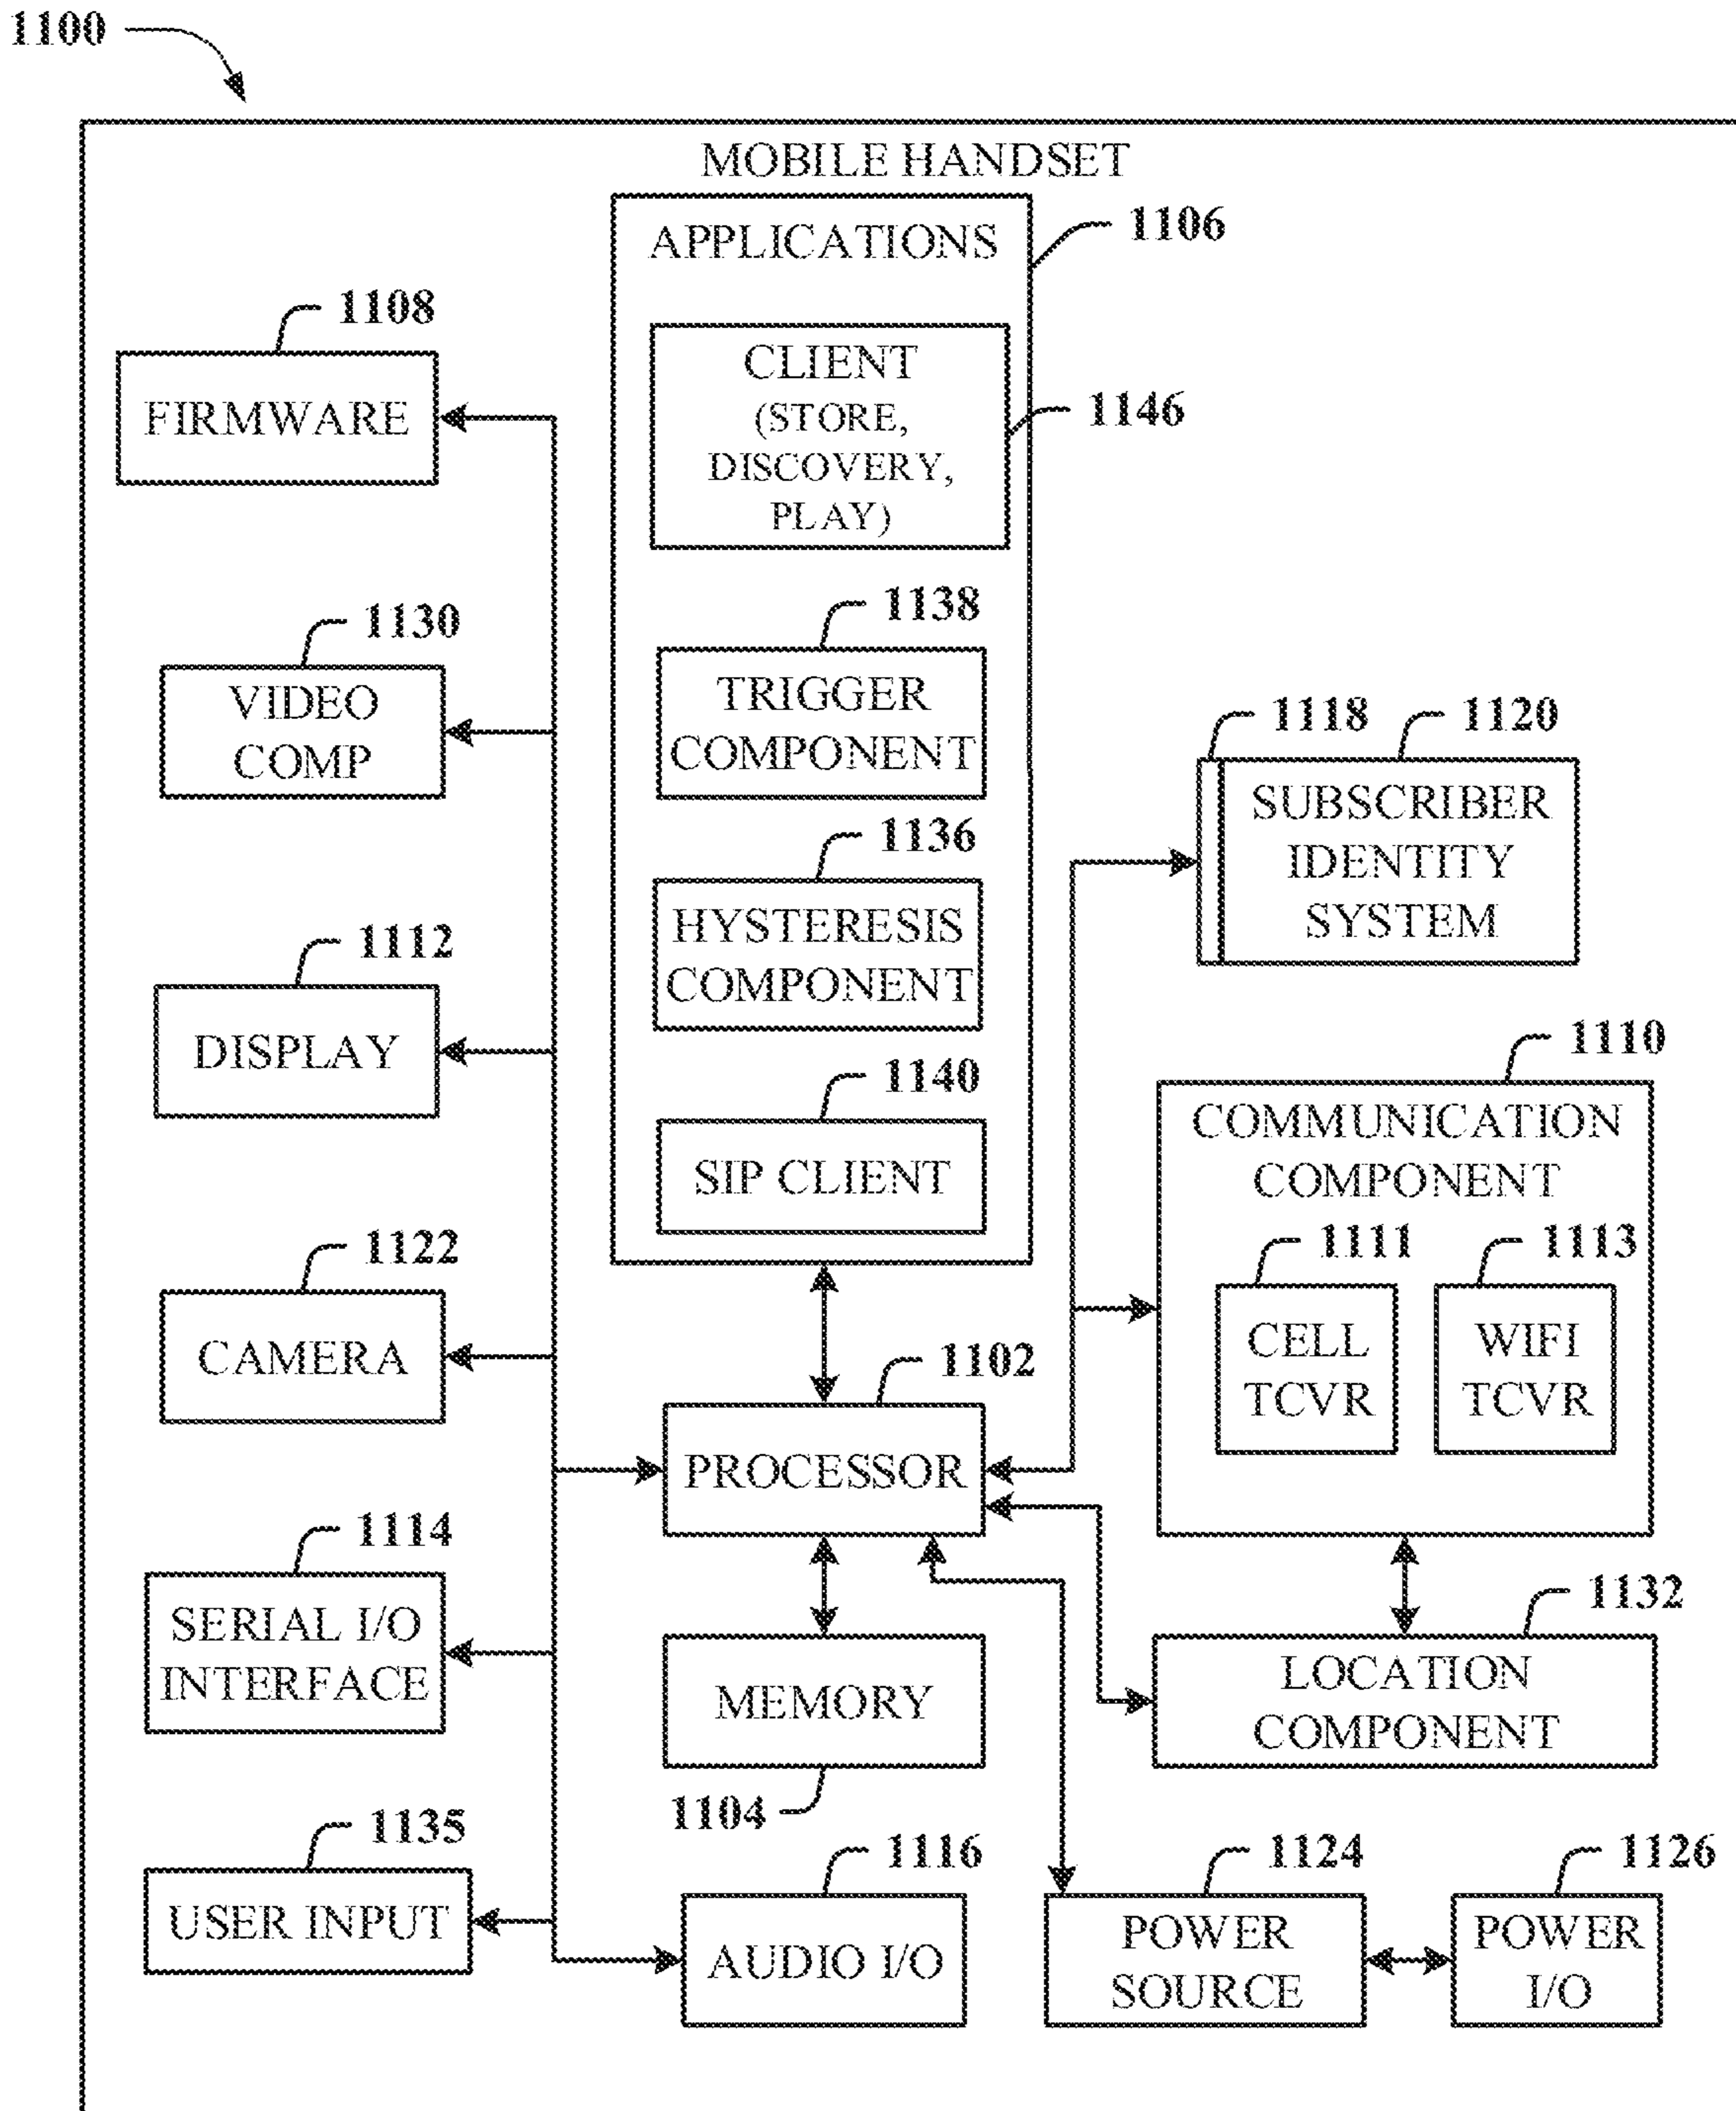 1100
MOBILE HANDSET
APPLICATIONS
1106
CLIENT
(STORE,
DISCOVERY,
PLAY)
1146
1108
FIRMWARE
1138
TRIGGER
COMPONENT
1130
VIDEO
COMP
1118
1120
SUBSCRIBER
IDENTITY
SYSTEM
1136
HYSTERESIS
COMPONENT
1112
DISPLAY
1140
SIP CLIENT
1110
COMMUNICATION
COMPONENT
1111
CELL
TCVR
1113
WIFI
TCVR
1122
CAMERA
1102
PROCESSOR
1114
SERIAL I/O
INTERFACE
MEMORY
1104
1132
LOCATION
COMPONENT
1135
USER INPUT
1116
AUDIO I/O
1124
POWER
SOURCE
1126
POWER
I/O